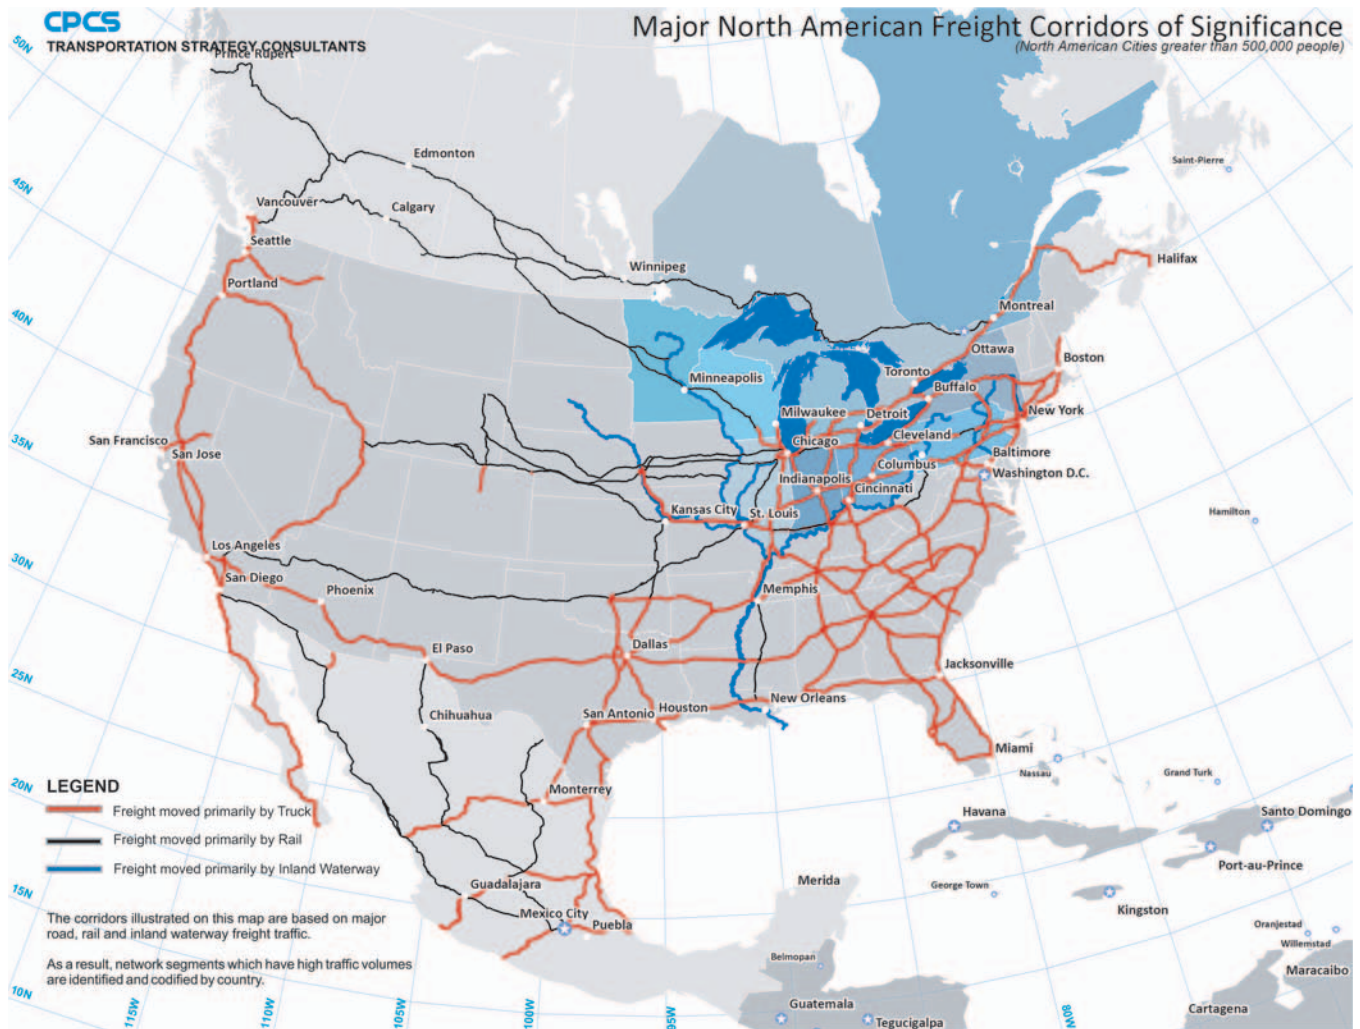 CPCS
TRANSPORTATION STRATEGY CONSULTANTS
Major North American Freight Corridors of Significance
(North American Cities greater than 500,000 people)
50N
Prince Rupert
Edmonton
Saint-Pierre
45N
Vancouver
Calgary
Seattle
Winnipeg
Halifax
Portland
40N
Montreal
Ottawa
Boston
Minneapolis
Toronto
Buffalo
Milwaukee
Detroit
New York
35N
San Francisco
San Jose
Chicago
Cleveland
Baltimore
Columbus
Washington D.C.
Indianapolis
Cincinnati
Kansas City
St. Louis
Hamilton
30N
Los Angeles
San Diego
Phoenix
Memphis
El Paso
Dallas
Jacksonville
25N
Chihuahua
San Antonio
Houston
New Orleans
Miami
Nassau
Grand Turk
20N
LEGEND
Monterrey
Freight moved primarily by Truck
Havana
Santo Domingo
Freight moved primarily by Rail
Port-au-Prince
Freight moved primarily by Inland Waterway
15N
Guadalajara
Merida
George Town
Kingston
Mexico City
Puebla
Oranjestad
Willemstad
The corridors illustrated on this map are based on major
road, rail and inland waterway freight traffic.
Belmopan
Maracaibo
As a result, network segments which have high traffic volumes
are identified and codified by country.
10N
Guatemala
Tegucigalpa
Cartagena
115W
110W
105W
100W
95W
80W